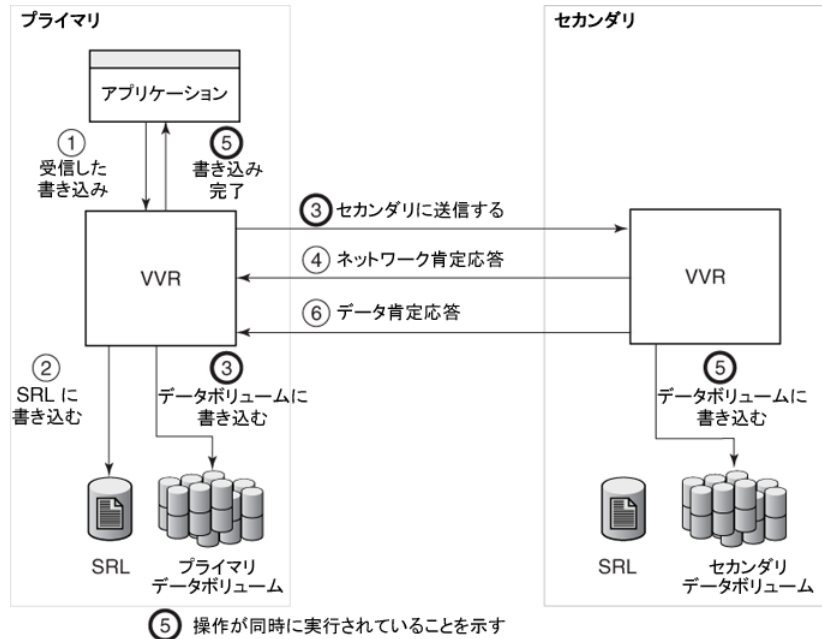 プライマリ
セカンダリ
アプリケーション
1
受信した
書き込み
5
書き込み
完了
3 セカンダリに送信する
4 ネットワーク肯定応答
6 データ肯定応答
VVR
VVR
2
SRL に
書き込む
3
データボリュームに
書き込む
5
データボリュームに
書き込む
SRL
プライマリ
データボリューム
SRL
セカンダリ
データボリューム
5 操作が同時に実行されていることを示す